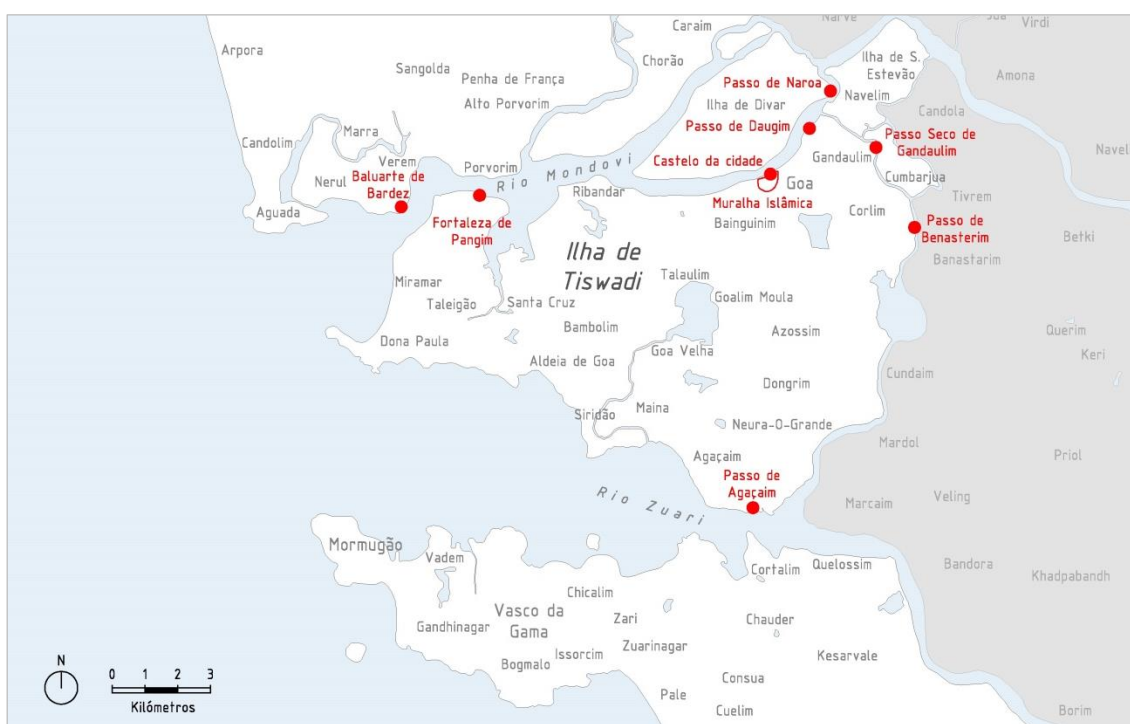 Narve
Jua
Virdi
Caraim
Arpora
Ilha de S.
Estevão
Sangolda
Chorão
Passo de Naroa
Amona
Penha de França
Navelim
Alto Porvorim
Ilha de Divar
Candola
Marra
Passo de Daugim
Passo Seco de
Gandaulim
Candolim
Verem
Porvorim
Castelo da cidade
Gandaulim
Navel
Baluarte de
Bardez
Rio Mondovi
Nerul
Ribandar
Goa
Cumbarjua
Tivrem
Muralha Islâmica
Aguada
Fortaleza de
Pangim
Bainguinim
Corlim
Passo de
Benasterim
Betki
Ilha de
Tiswadi
Banastarim
Miramar
Talaulim
Taleigão
Santa Cruz
Goalim Moula
Bambolim
Azossim
Querim
Dona Paula
Goa Velha
Keri
Aldeia de Goa
Cundaim
Dongrim
Siridão
Maina
Neura-O-Grande
Mardol
Agaçaim
Priol
Passo de
Agaçaim
Rio Zuari
Marcaim
Veling
Mormugão
Vadem
Cortalim
Quelossim
Bandora
Khadpabandh
Chicalim
Vasco da
Gama
Zari
Chauder
Gandhinagar
Zuarinagar
Issorcim
Kesarvale
Bogmalo
N
0 1 2 3
Kilómetros
Consua
Pale
Cuelim
Borim